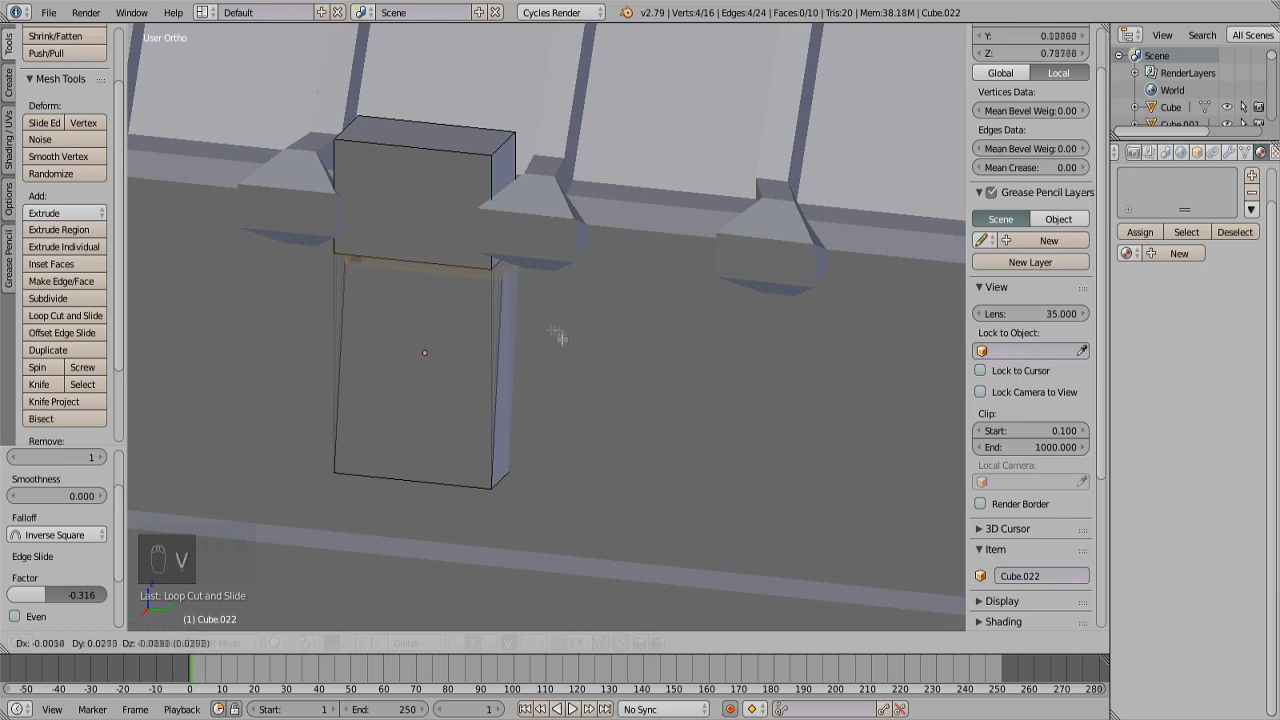 File Render Window Help Default Scene Cycles Render v2.79 | Verts:4/16 | Edges:4/24 | Faces:0/10 | Tris:20 | Mem:38.18M | Cube.022
Tools
Create
Shading / UVs
Options
Grease Pencil
Shrink/Fatten
Push/Pull
Mesh Tools
Deform:
Slide Ed Vertex
Noise
Smooth Vertex
Randomize
Add:
Extrude
Extrude Region
Extrude Individual
Inset Faces
Make Edge/Face
Subdivide
Loop Cut and Slide
Offset Edge Slide
Duplicate
Spin Screw
Knife Select
Knife Project
Bisect
Remove:
1
Smoothness
0.000
Falloff
Inverse Square
Edge Slide
Factor
-0.316
Even
User Ortho
V
Last: Loop Cut and Slide
(1) Cube.022
Y:
Z:
Global Local
Vertices Data:
Mean Bevel Weig: 0.00
Edges Data:
Mean Bevel Weig: 0.00
Mean Crease: 0.00
Grease Pencil Layers
Scene Object
New
New Layer
View
Lens: 35.000
Lock to Object:
Lock to Cursor
Lock Camera to View
Clip:
Start: 0.100
End: 1000.000
Local Camera:
Render Border
3D Cursor
Item
Cube.022
Display
Shading
View Search All Scenes
Scene
RenderLayers
World
Cube
Cube.001
Assign Select Deselect
New
Global
-50 -40 -30 -20 -10 0 10 20 30 40 50 60 70 80 90 100 110 120 130 140 150 160 170 180 190 200 210 220 230 240 250 260 270 280
View Marker Frame Playback Start: 1 End: 250 1 No Sync